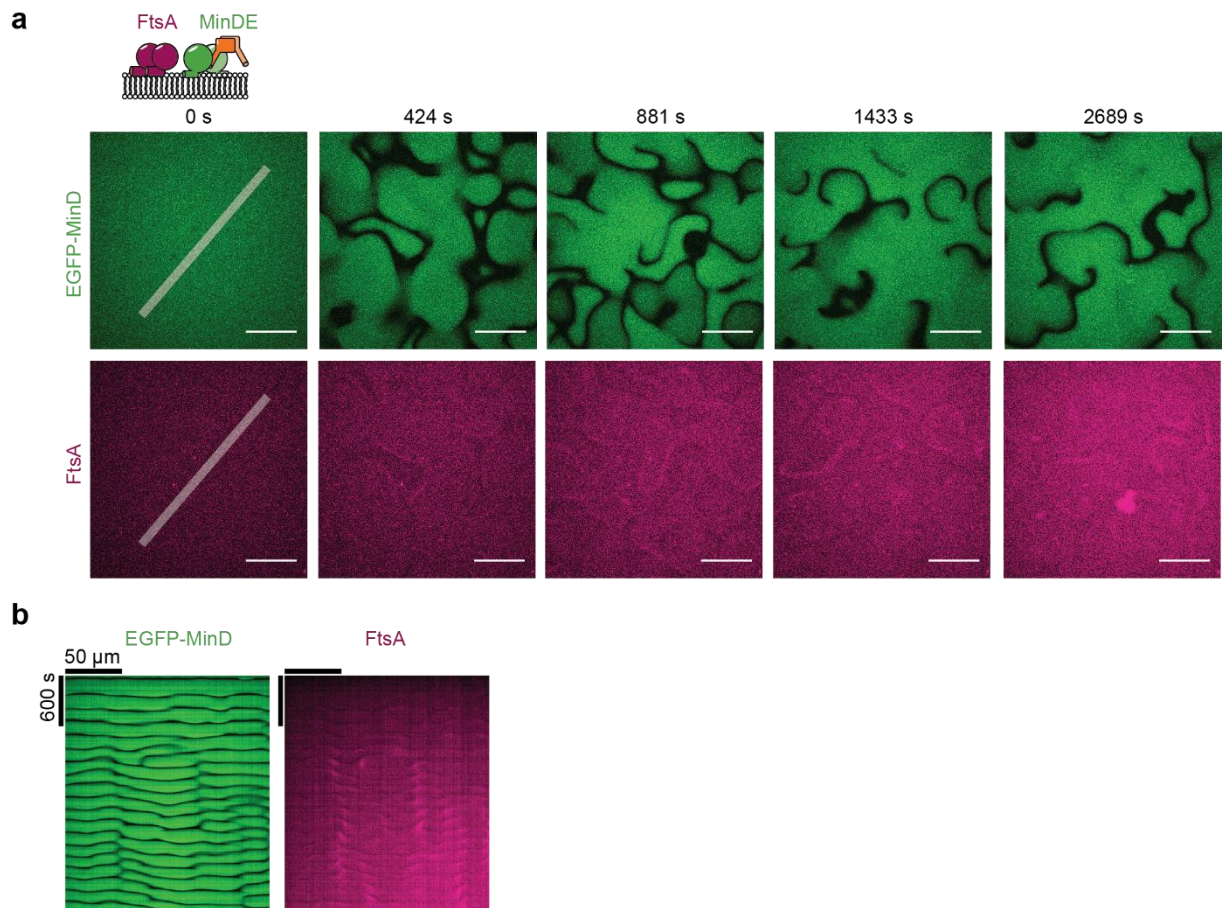 a
FtsA MinDE
0 s 424 s 881 s 1433 s 2689 s
EGFP-MinD
FtsA
b
EGFP-MinD FtsA
50 µm
600 s